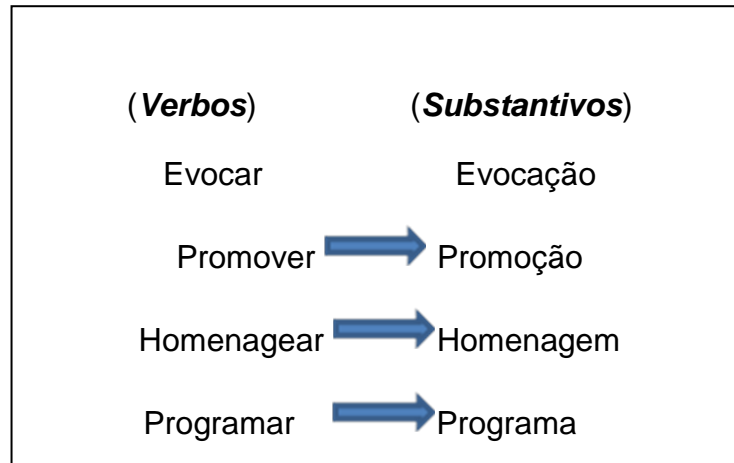 (Verbos) (Substantivos)
Evocar Evocação
Promover Promoção
Homenagear Homenagem
Programar Programa